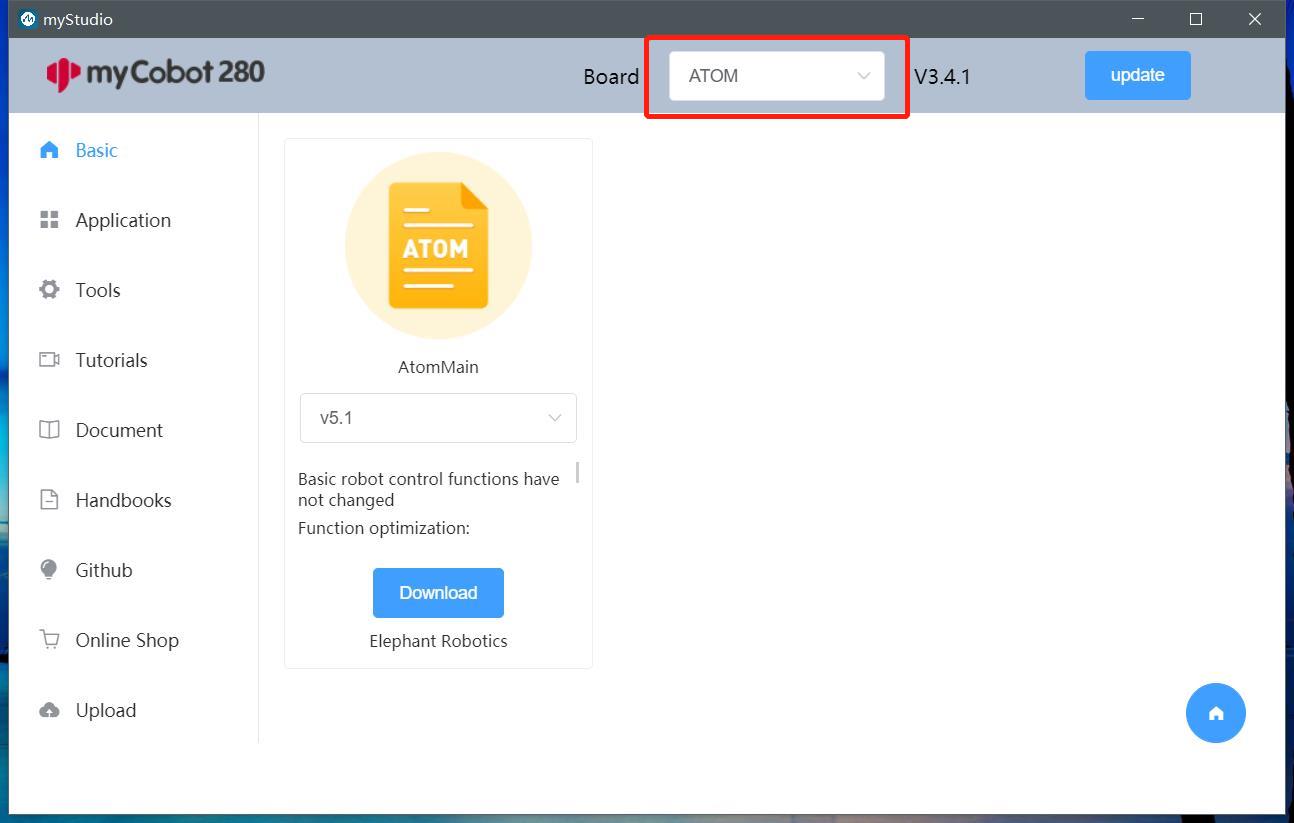 myStudio
myCobot 280
Board
ATOM
V3.4.1
update
Basic
Application
Tools
Tutorials
Document
Handbooks
Github
Online Shop
Upload
ATOM
AtomMain
v5.1
Basic robot control functions have
not changed
Function optimization:
Download
Elephant Robotics